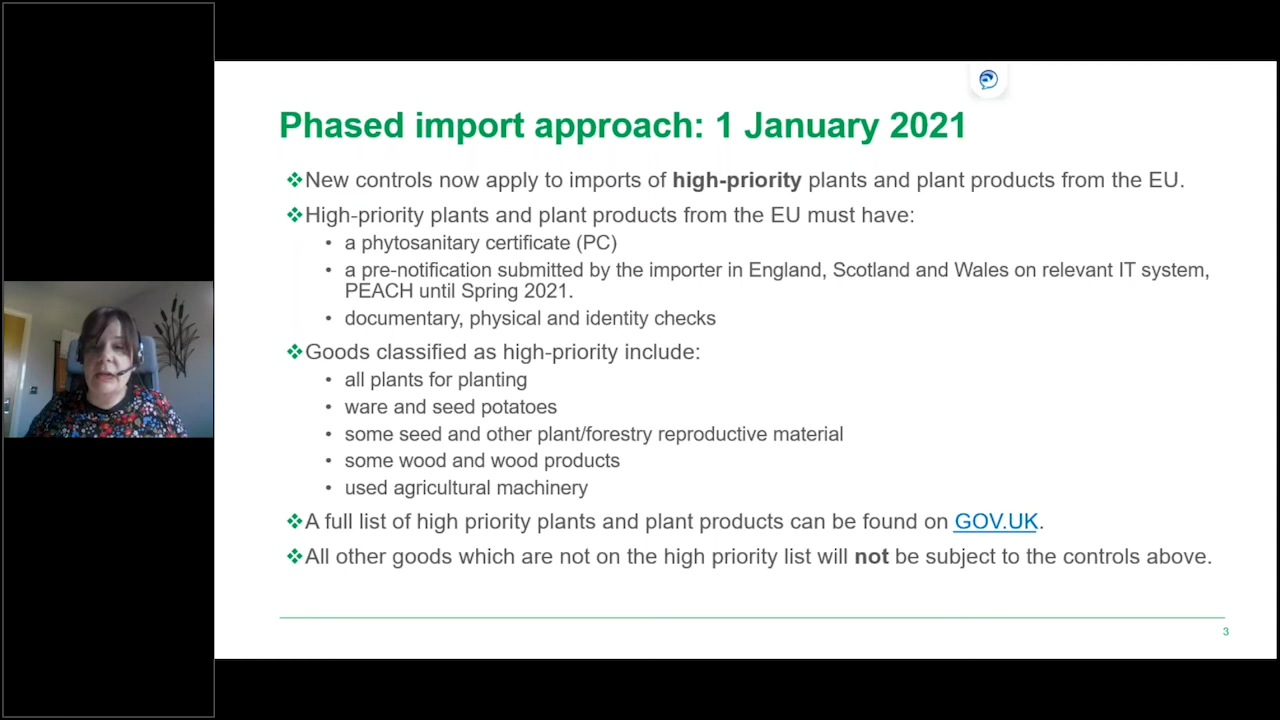 Phased import approach: 1 January 2021
❖New controls now apply to imports of high-priority plants and plant products from the EU.
❖High-priority plants and plant products from the EU must have:
• a phytosanitary certificate (PC)
• a pre-notification submitted by the importer in England, Scotland and Wales on relevant IT system,
PEACH until Spring 2021.
• documentary, physical and identity checks
❖Goods classified as high-priority include:
• all plants for planting
• ware and seed potatoes
• some seed and other plant/forestry reproductive material
• some wood and wood products
• used agricultural machinery
❖A full list of high priority plants and plant products can be found on GOV.UK.
❖All other goods which are not on the high priority list will not be subject to the controls above.
3